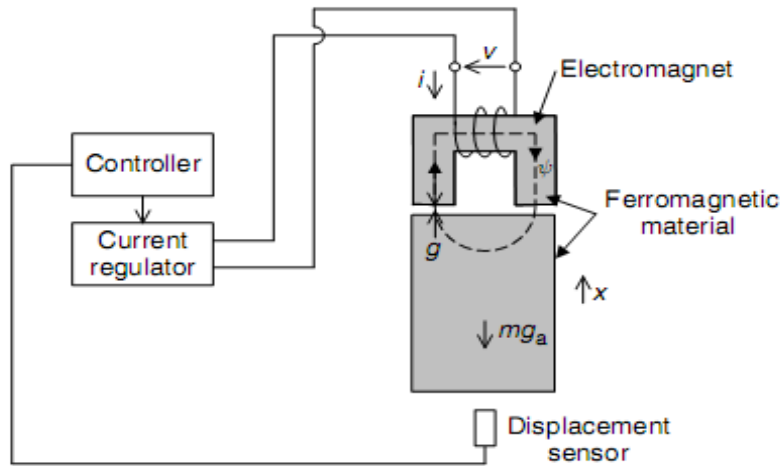 v
i
Electromagnet
Controller
ψ
Ferromagnetic
material
Current
regulator
g
x
mga
Displacement
sensor